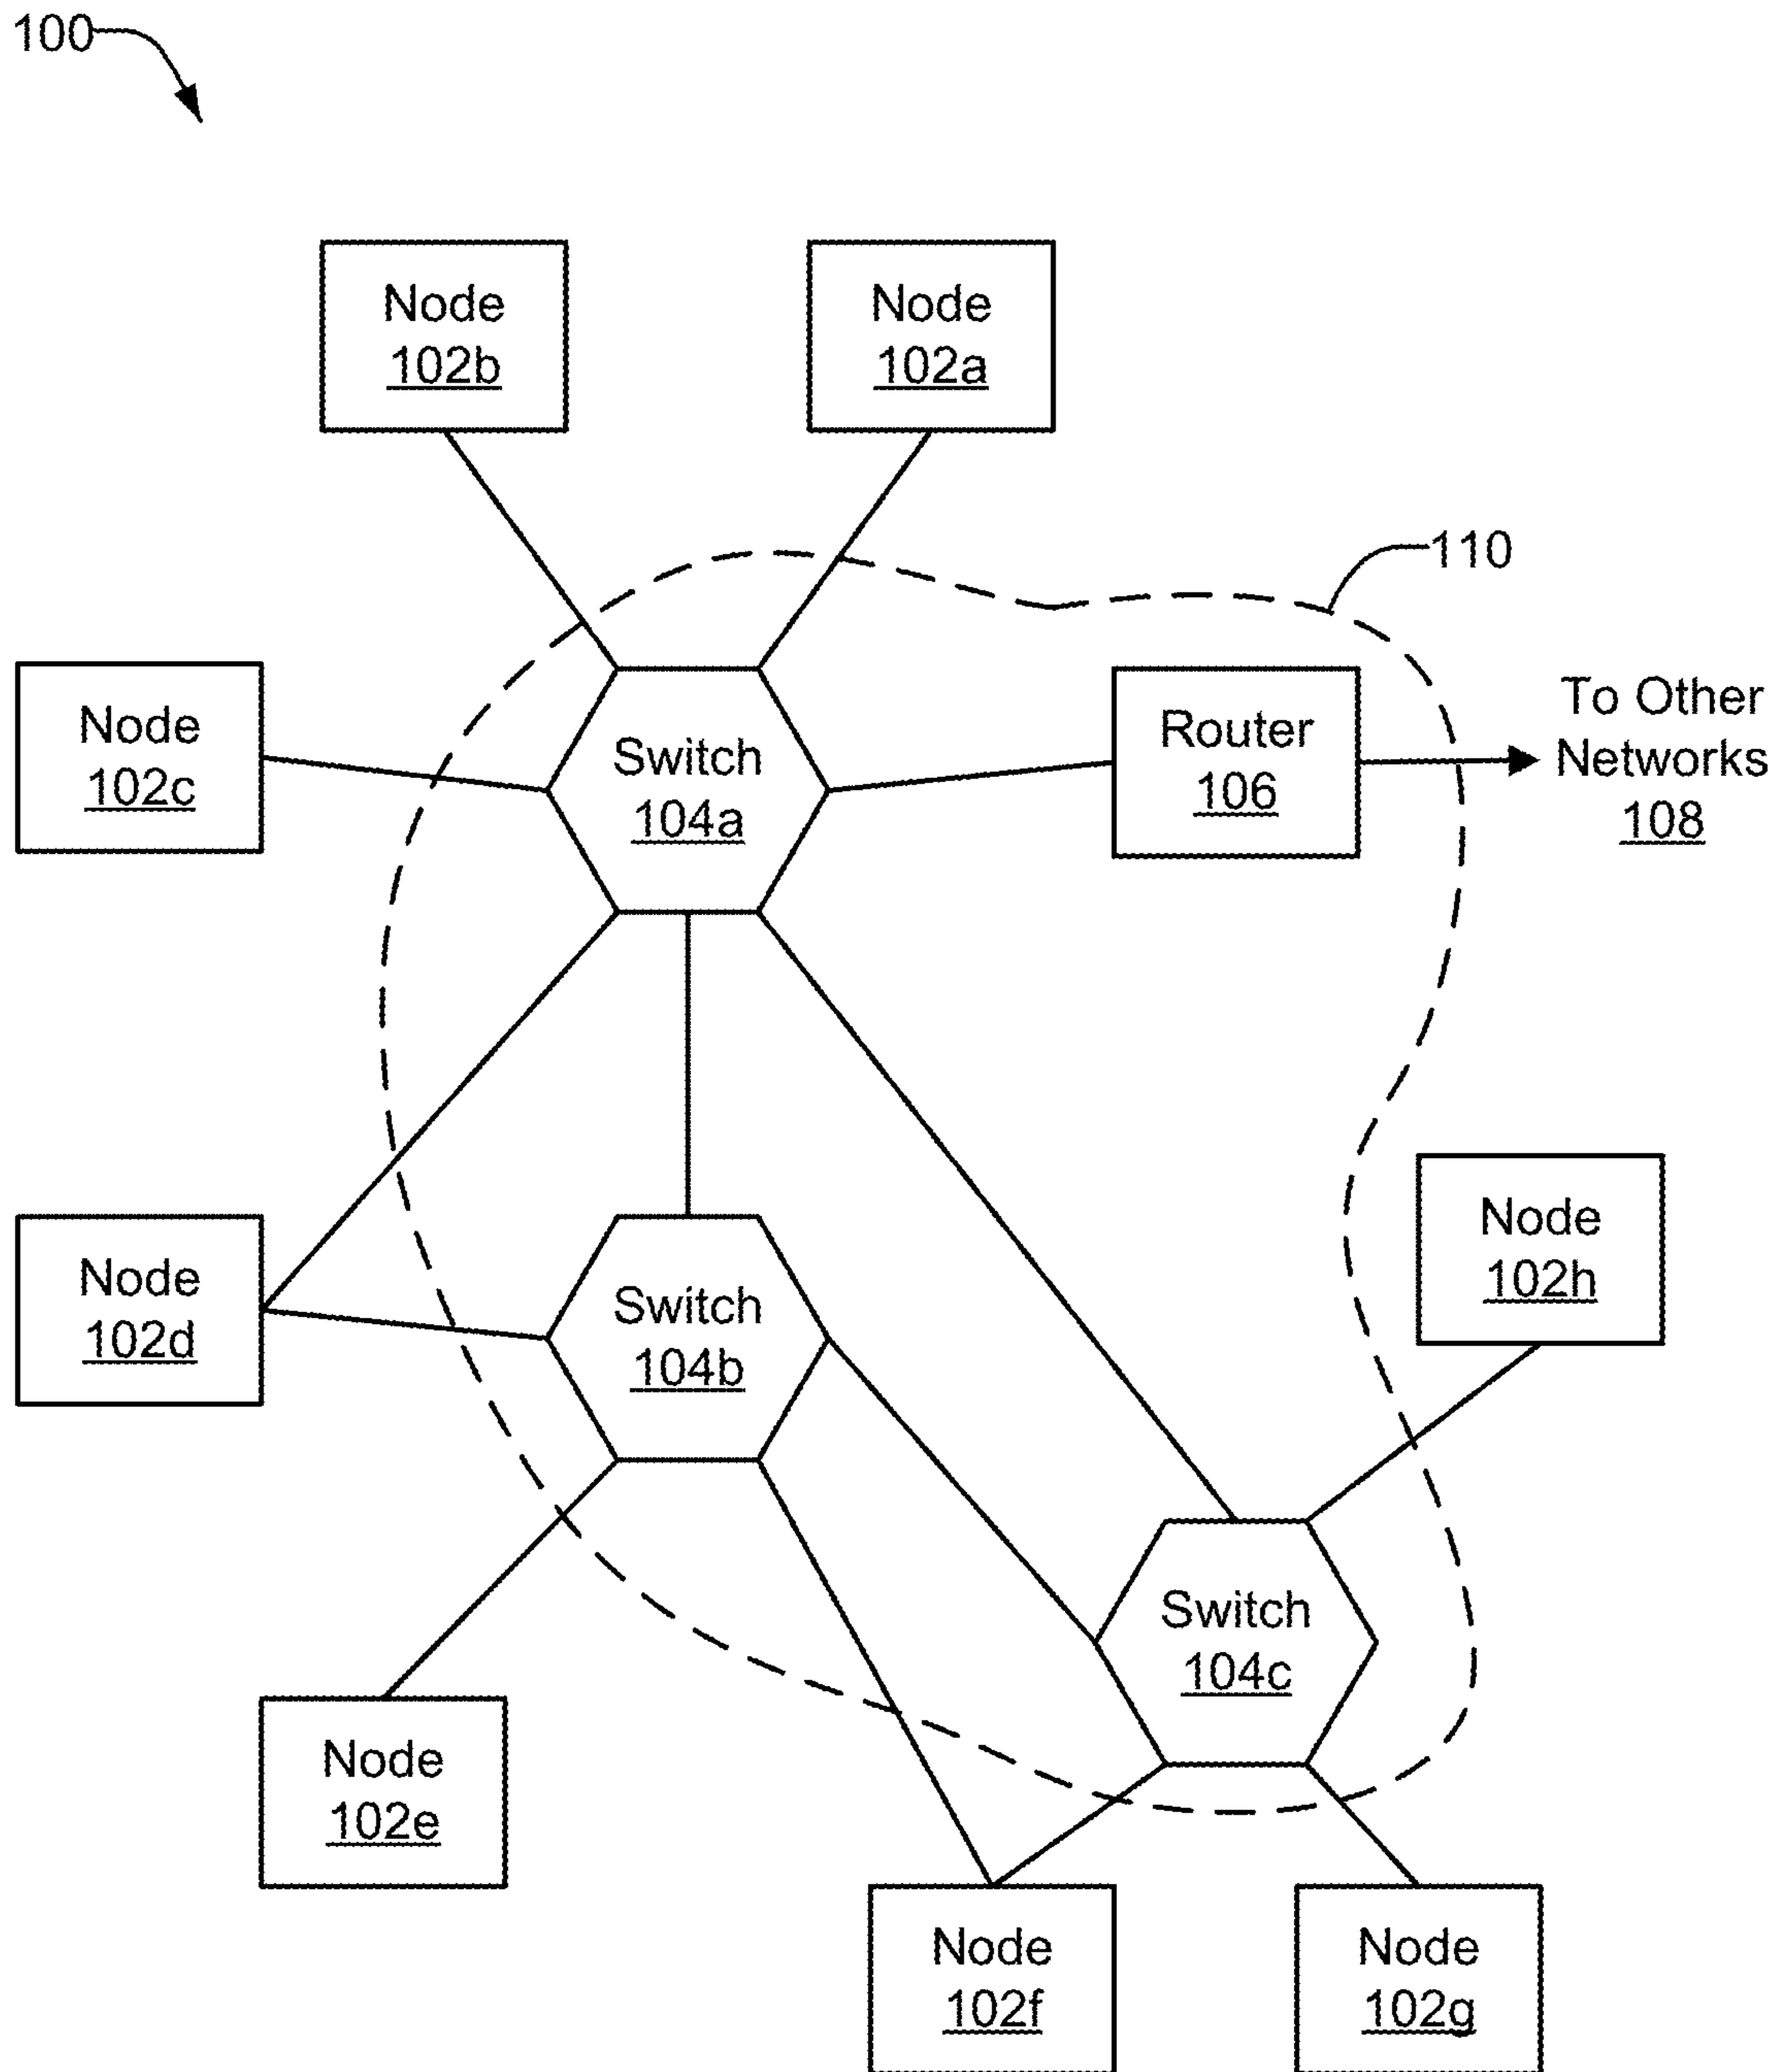 100
Node
102b
Node
102a
110
Node
102c
Switch
104a
Router
106
To Other
Networks
108
Node
102d
Switch
104b
Node
102h
Switch
104c
Node
102e
Node
102f
Node
102g